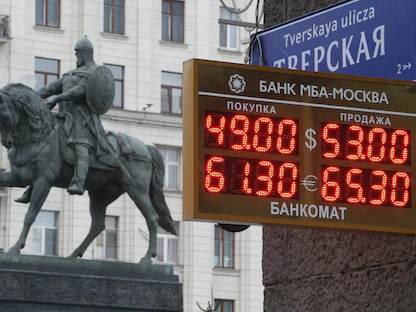 Tverskaya ulicza
ТВЕРСКАЯ
2
БАНК МБА-МОСКВА
ПОКУПКА ПРОДАЖА
49.00 $ 53.00
61.30 € 65.30
БАНКОМАТ